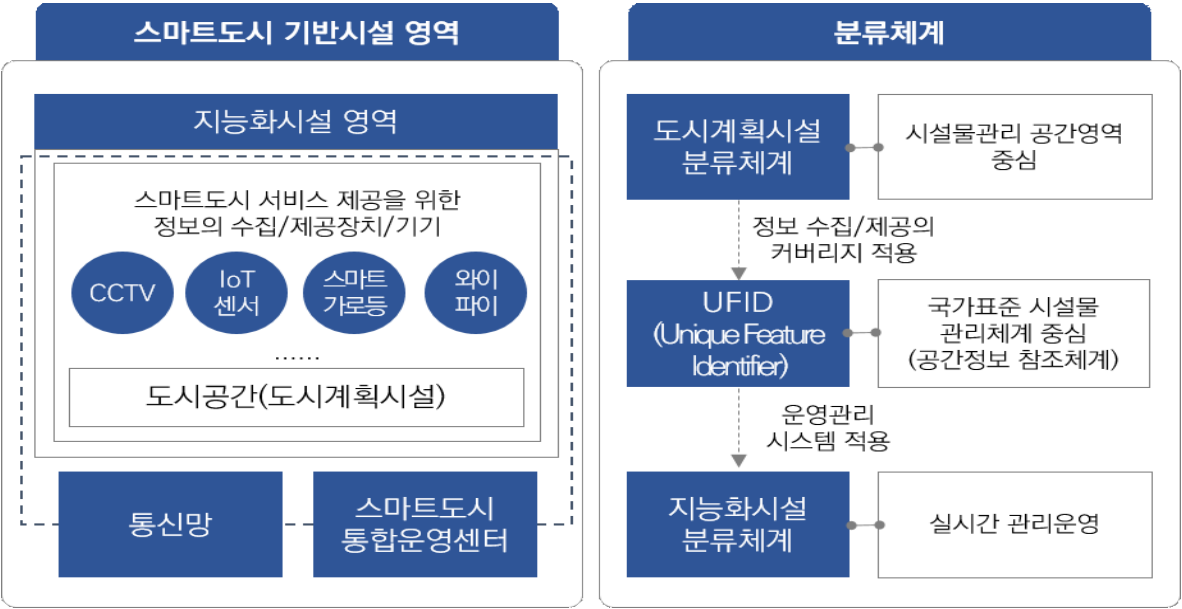 스마트도시 기반시설 영역
지능화시설 영역
스마트도시 서비스 제공을 위한
정보의 수집/제공장치/기기
CCTV
IoT
센서
스마트
가로등
와이
파이
......
도시공간(도시계획시설)
통신망
스마트도시
통합운영센터
분류체계
도시계획시설
분류체계
시설물관리 공간영역
중심
정보 수집/제공의
커버리지 적용
UFID
(Unique Feature
Identifier)
국가표준 시설물
관리체계 중심
(공간정보 참조체계)
운영관리
시스템 적용
지능화시설
분류체계
실시간 관리운영